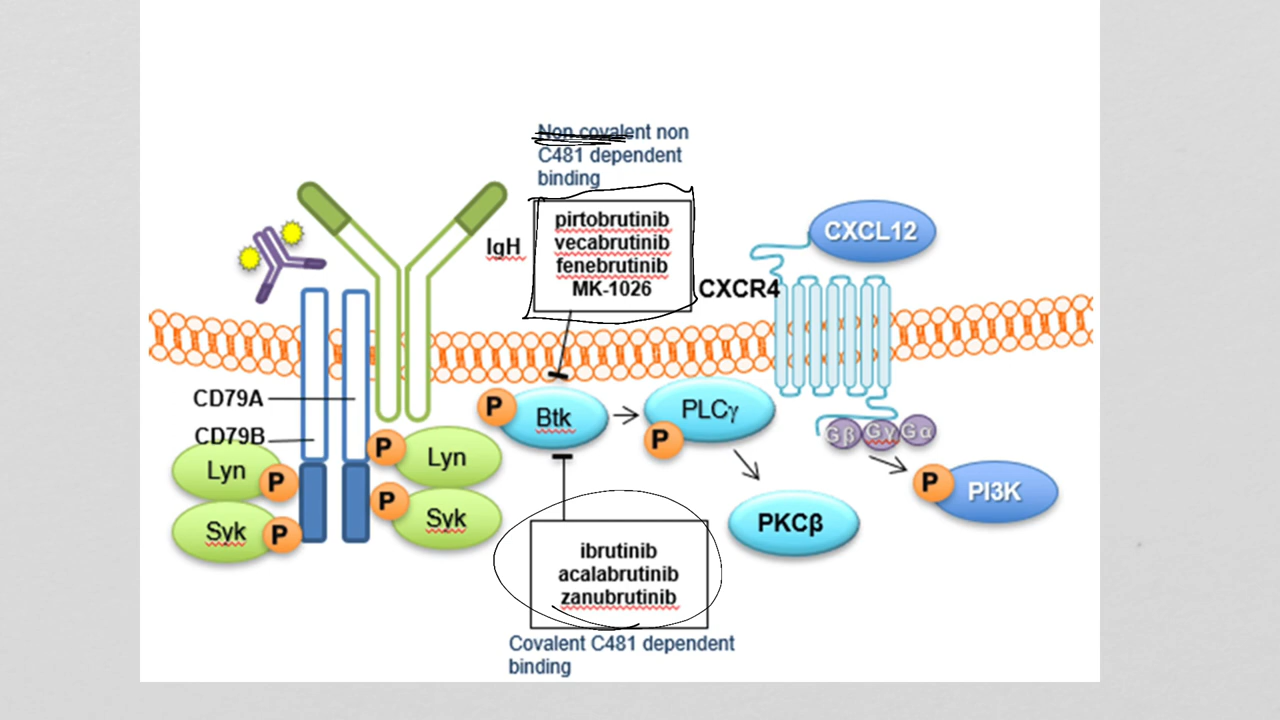 Non covalent non
C481 dependent
binding
pirtobrutinib
vecabrutinib
fenebrutinib
MK-1026
IgH
CXCL12
CXCR4
CD79A
CD79B
Lyn
P
Syk
P
P
Lyn
P
Syk
P
Btk
PLCγ
P
PKCβ
Gβ
Gγ
Gα
P
PI3K
ibrutinib
acalabrutinib
zanubrutinib
Covalent C481 dependent
binding